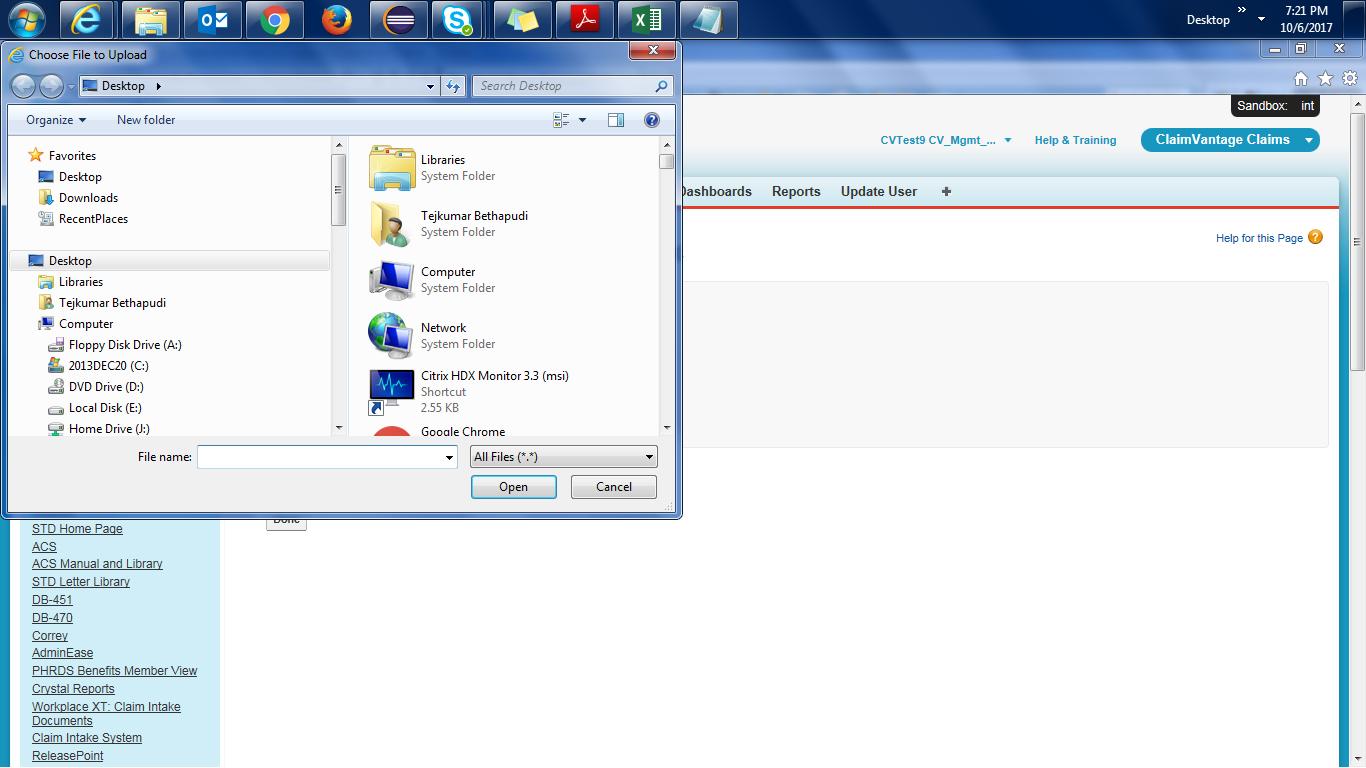 Desktop
7:21 PM
10/6/2017
Choose File to Upload
Desktop
Search Desktop
Organize
New folder
Favorites
Desktop
Downloads
RecentPlaces
Desktop
Libraries
Tejkumar Bethapudi
Computer
Floppy Disk Drive (A:)
2013DEC20 (C:)
DVD Drive (D:)
Local Disk (E:)
Home Drive (J:)
Libraries
System Folder
Tejkumar Bethapudi
System Folder
Computer
System Folder
Network
System Folder
Citrix HDX Monitor 3.3 (msi)
Shortcut
2.55 KB
Google Chrome
File name:
All Files (*.*)
Open
Cancel
Sandbox: int
CVTest9 CV_Mgmt_...
Help & Training
ClaimVantage Claims
Dashboards
Reports
Update User
+
Help for this Page
Done
STD Home Page
ACS
ACS Manual and Library
STD Letter Library
DB-451
DB-470
Correy
AdminEase
PHRDS Benefits Member View
Crystal Reports
Workplace XT: Claim Intake
Documents
Claim Intake System
ReleasePoint